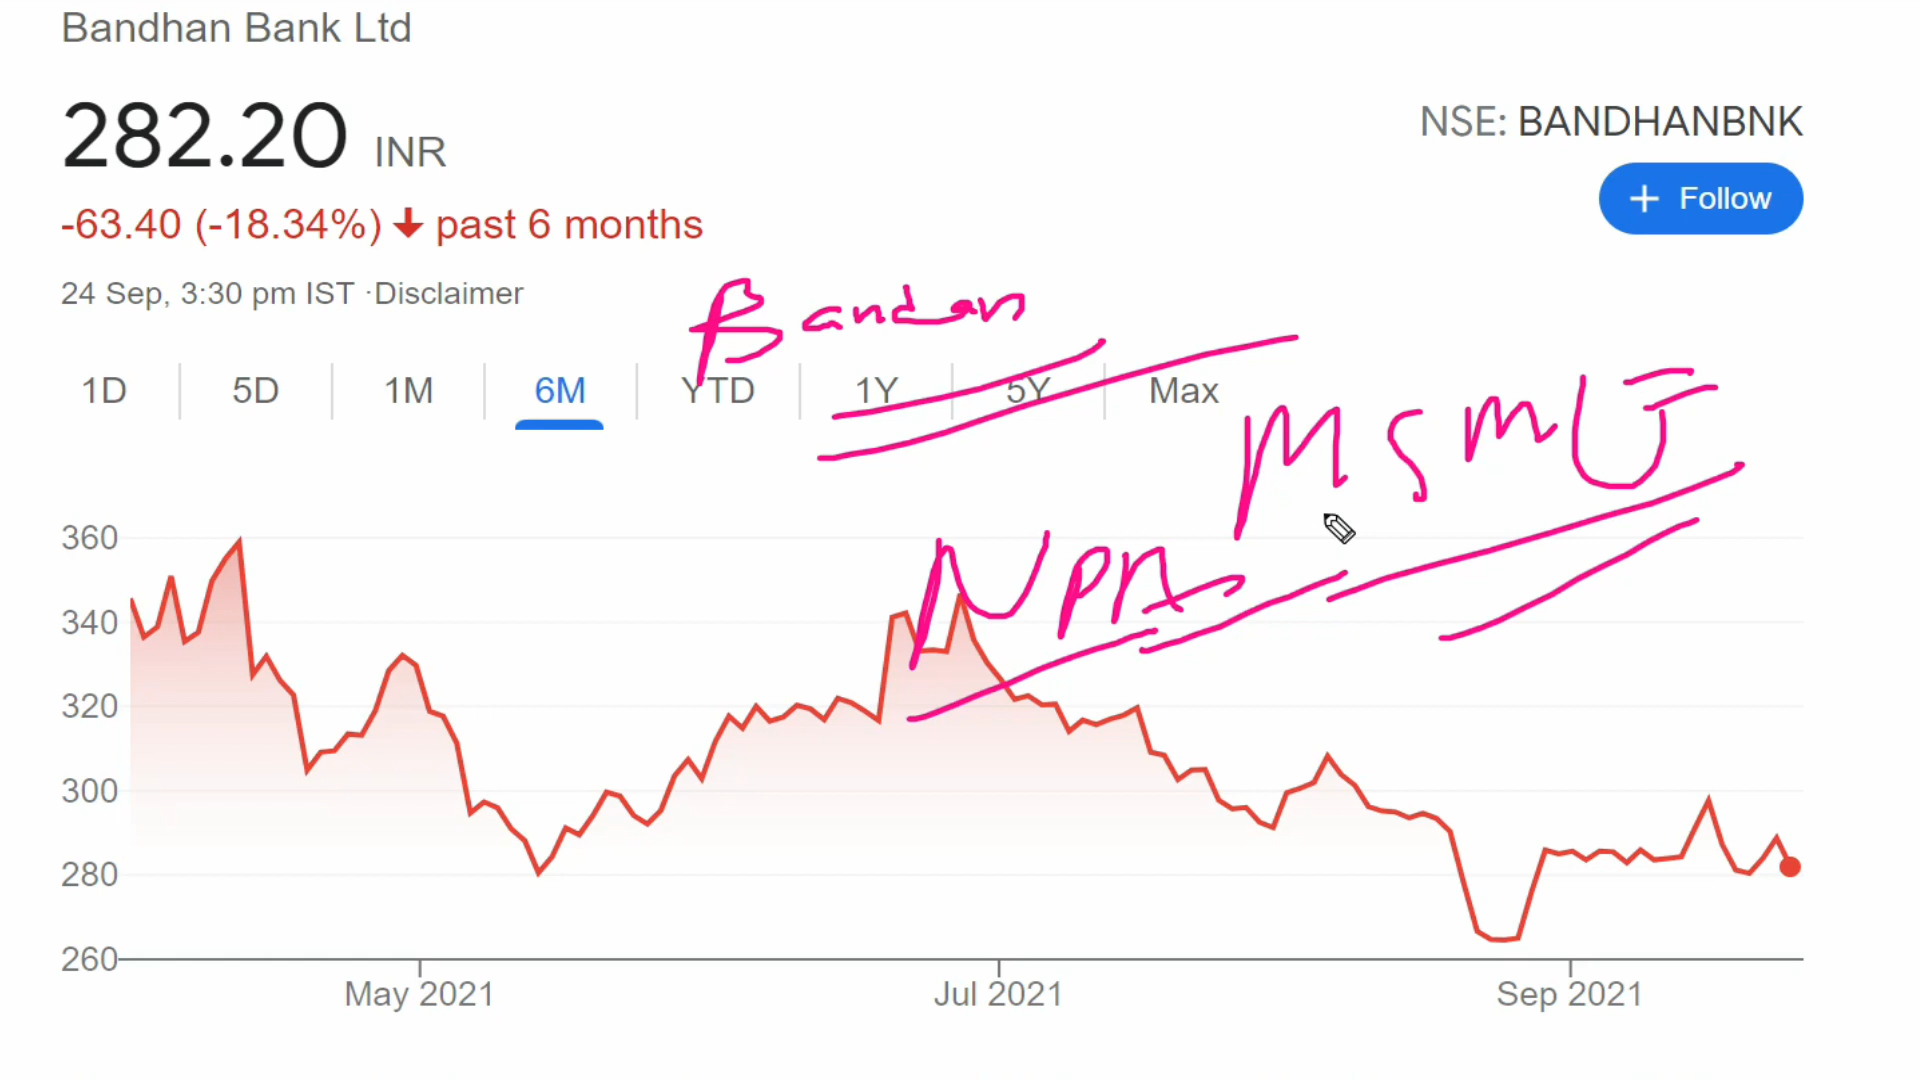 Bandhan Bank Ltd
282.20 INR
NSE: BANDHANBNK
+ Follow
-63.40 (-18.34%) ↓ past 6 months
24 Sep, 3:30 pm IST · Disclaimer
Bandan
1D 5D 1M 6M YTD 1Y 5Y Max
MSMU
NPAs
360
340
320
300
280
260
May 2021 Jul 2021 Sep 2021